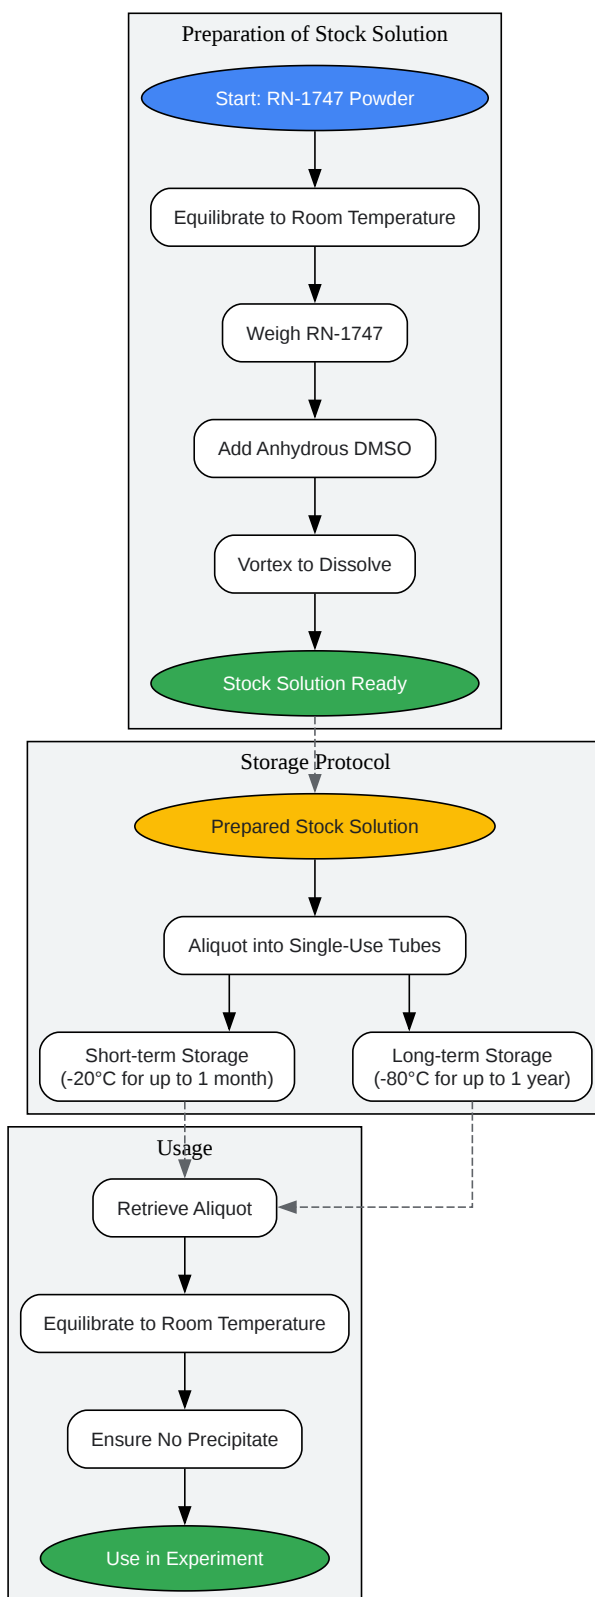 Preparation of Stock Solution
Start: RN-1747 Powder
Equilibrate to Room Temperature
Weigh RN-1747
Add Anhydrous DMSO
Vortex to Dissolve
Stock Solution Ready
Storage Protocol
Prepared Stock Solution
Aliquot into Single-Use Tubes
Short-term Storage
(-20°C for up to 1 month)
Long-term Storage
(-80°C for up to 1 year)
Usage
Retrieve Aliquot
Equilibrate to Room Temperature
Ensure No Precipitate
Use in Experiment